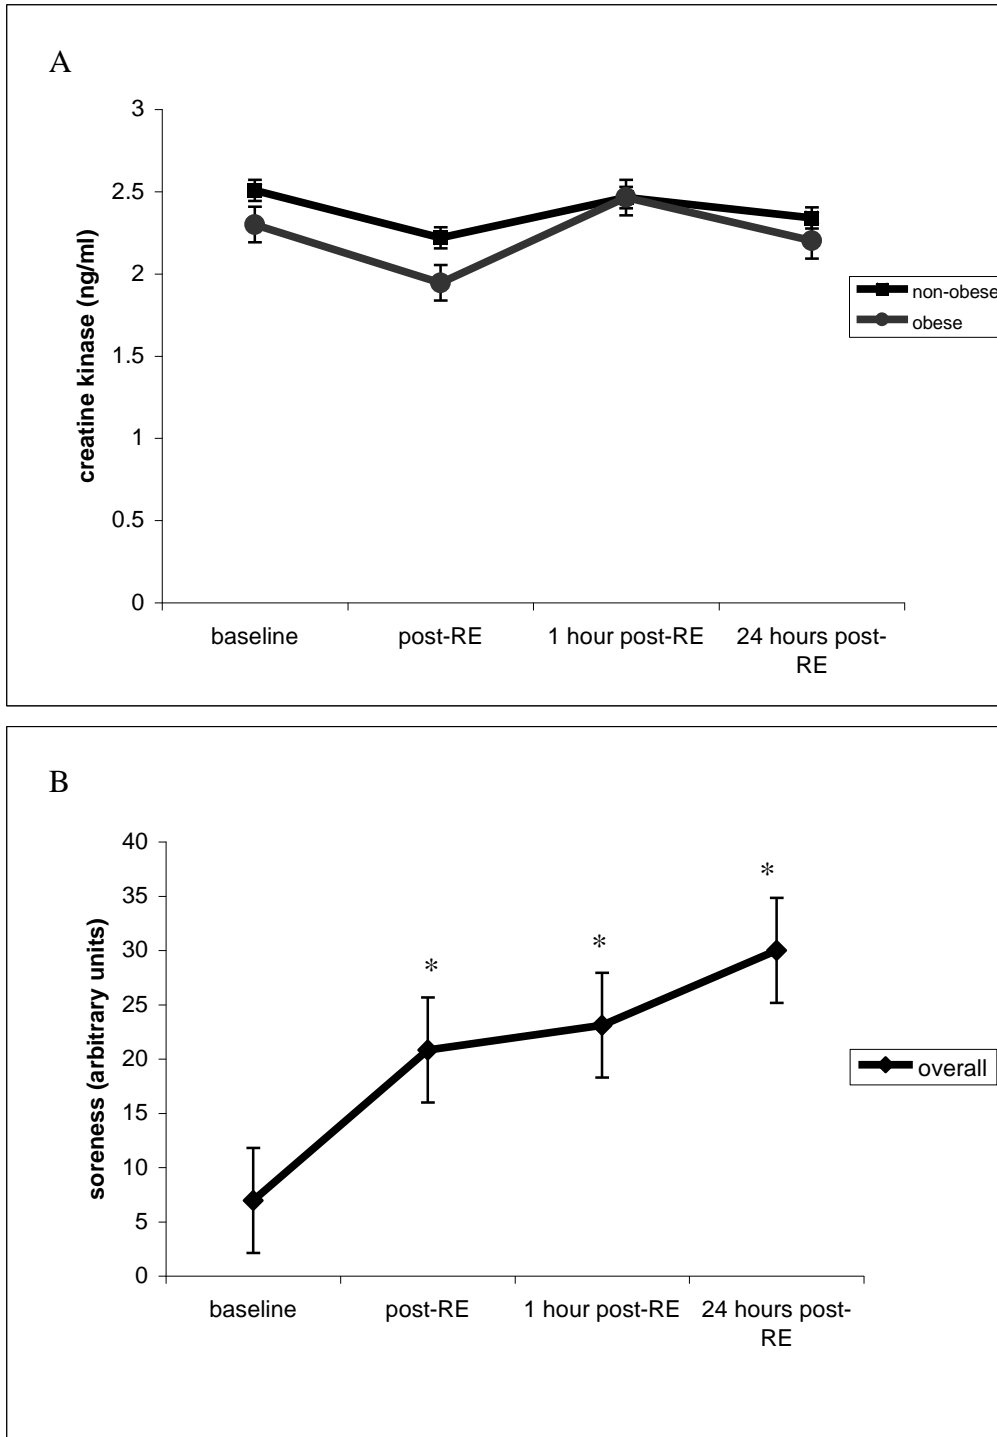 A
3
2.5
2
1.5
1
0.5
0
creatine kinase (ng/ml)
baseline
post-RE
1 hour post-RE
24 hours post-
RE
non-obese
obese
B
40
35
30
25
20
15
10
5
0
soreness (arbitrary units)
*
*
*
baseline
post-RE
1 hour post-RE
24 hours post-
RE
overall